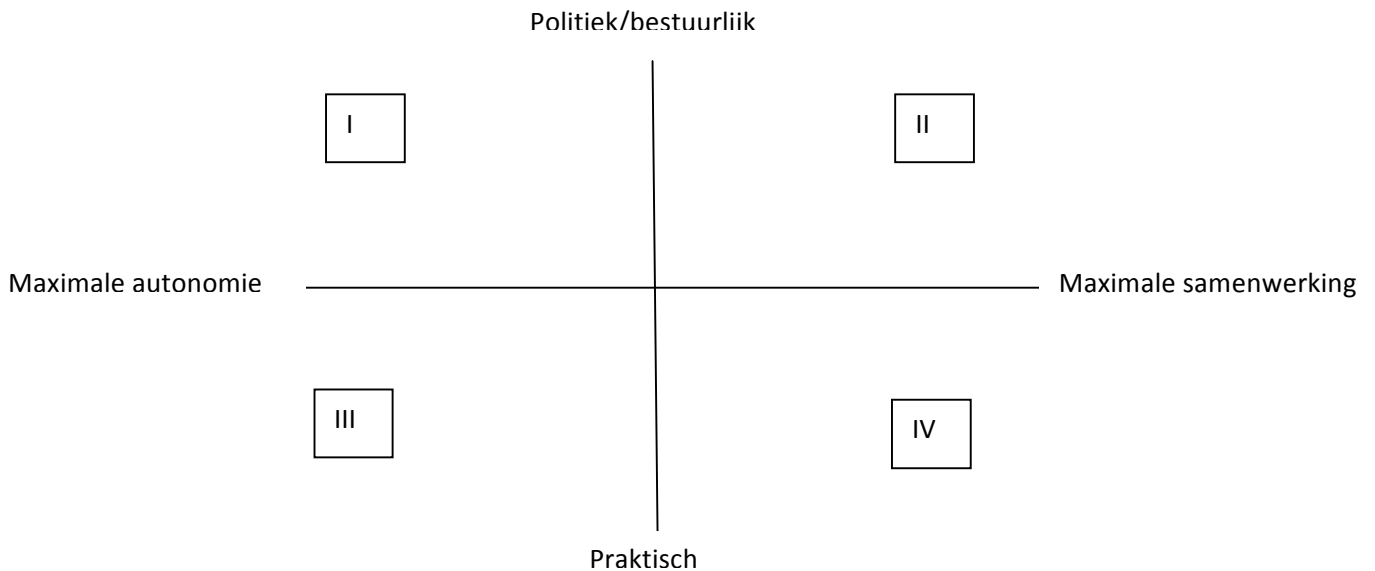 Politiek/bestuurlijk
I
II
Maximale autonomie
Maximale samenwerking
III
IV
Praktisch